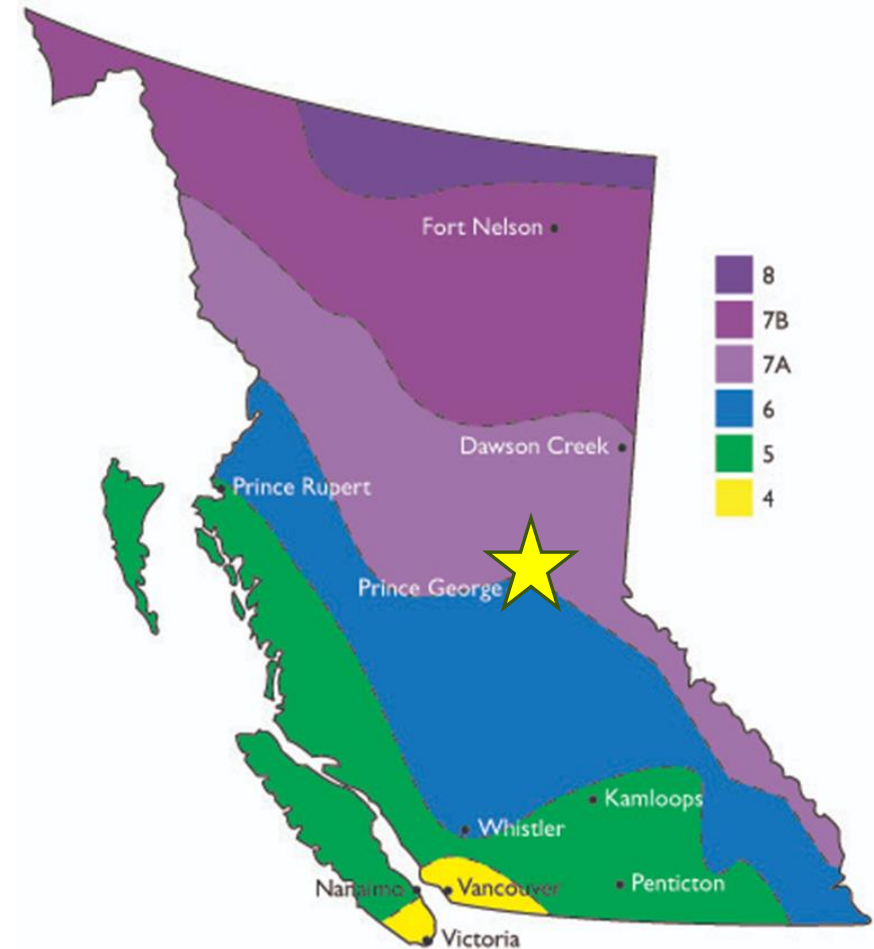 Fort Nelson
8
7B
7A
6
5
4
Dawson Creek
Prince Rupert
Prince George
Kamloops
Whistler
Penticton
Nanaimo
Vancouver
Victoria